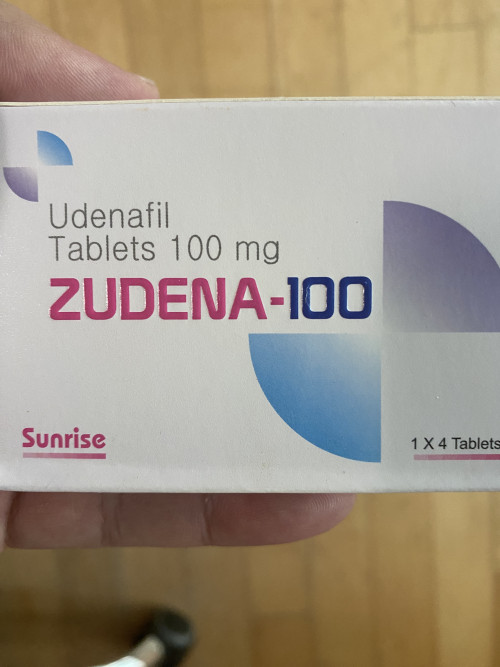 Udenafil
Tablets 100 mg
ZUDENA-100
Sunrise
1 X 4 Tablets